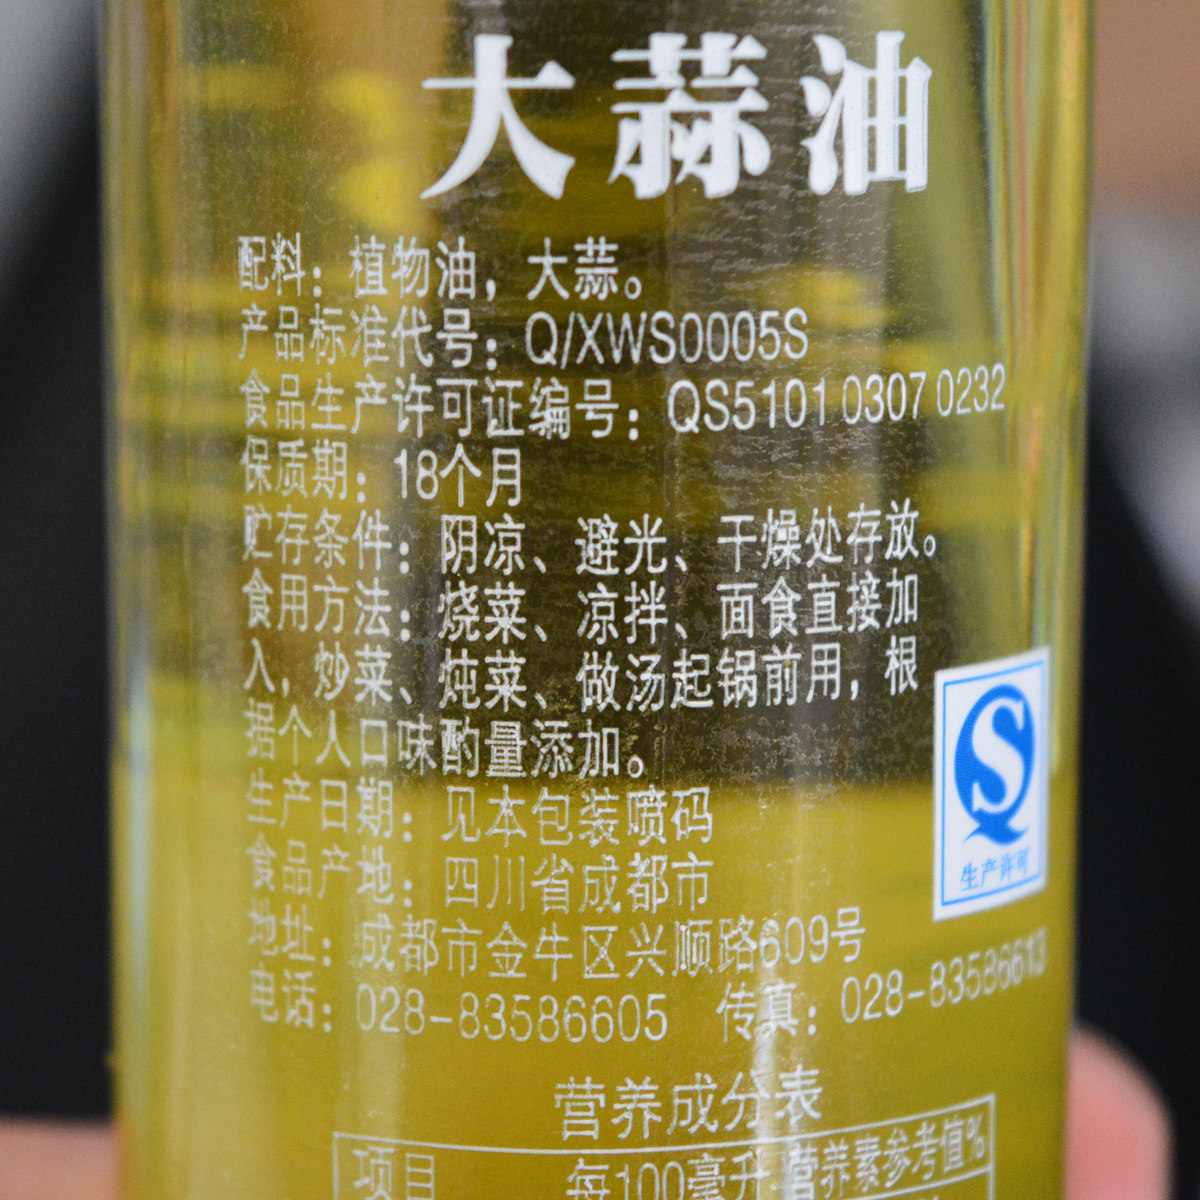 大蒜油
配料：植物油，大蒜。
产品标准代号：Q/XWS0005S
食品生产许可证编号：QS5101 0307 0232
保质期：18个月
贮存条件：阴凉、避光、干燥处存放。
食用方法：烧菜、凉拌、面食直接加
入，炒菜、炖菜、做汤起锅前用，根
据个人口味酌量添加。
生产日期：见本包装喷码
食品产地：四川省成都市
地址：成都市金牛区兴顺路609号
电话：028-83586605 传真：028-83586613
QS
生产许可
营养成分表
项目 每100毫升 营养素参考值%